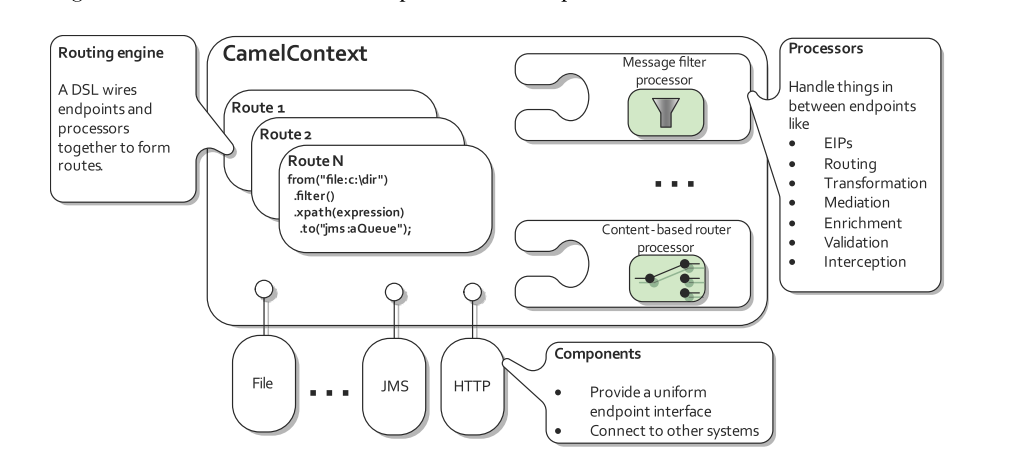 Routing engine
A DSL wires
endpoints and
processors
together to form
routes.
CamelContext
Route 1
Route 2
Route N
from("file:c:\dir")
.filter()
.xpath(expression)
.to("jms:aQueue");
Message filter
processor
...
Content-based router
processor
Processors
Handle things in
between endpoints
like
• EIPs
• Routing
• Transformation
• Mediation
• Enrichment
• Validation
• Interception
File
...
JMS
HTTP
Components
• Provide a uniform
endpoint interface
• Connect to other systems